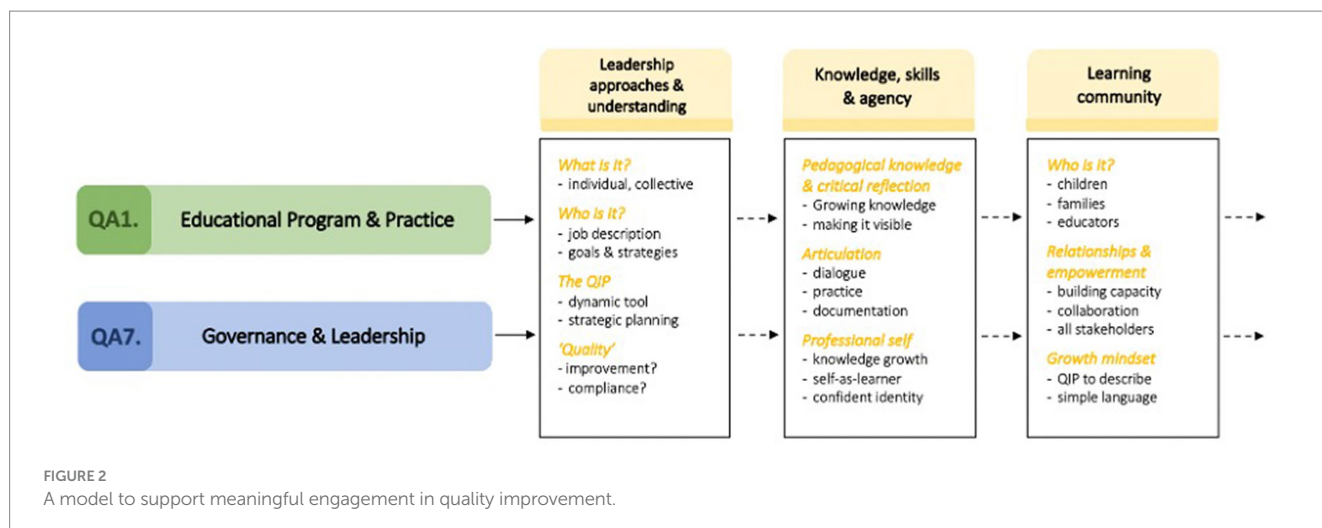 Leadership
approaches &
understanding
Knowledge, skills
& agency
Learning
community
QA1.
Educational Program & Practice
QA7.
Governance & Leadership
What is it?
- individual, collective
Who is it?
- job description
- goals & strategies
The QIP
- dynamic tool
- strategic planning
'Quality'
- improvement?
- compliance?
Pedagogical knowledge
& critical reflection
- Growing knowledge
- making it visible
Articulation
- dialogue
- practice
- documentation
Professional self
- knowledge growth
- self-as-learner
- confident identity
Who is it?
- children
- families
- educators
Relationships &
empowerment
- building capacity
- collaboration
- all stakeholders
Growth mindset
- QIP to describe
- simple language
FIGURE 2
A model to support meaningful engagement in quality improvement.